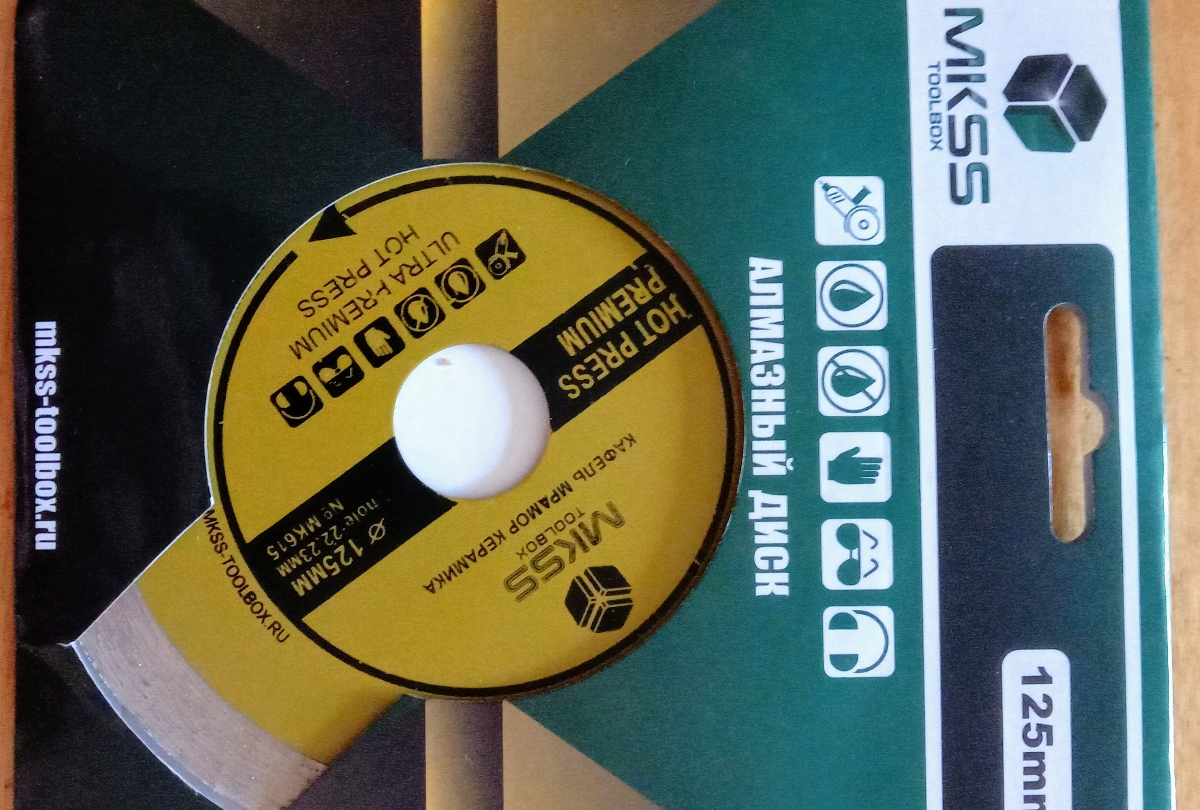 MKSS
TOOLBOX
125mm
АЛМАЗНЫЙ ДИСК
HOT PRESS
PREMIUM
ULTRA PREMIUM
HOT PRESS
Ø 125MM
hole-22,23мм
№ MK615
КАФЕЛЬ МРАМОР КЕРАМИКА
MKSS
TOOLBOX
MKSS-TOOLBOX.RU
mkss-toolbox.ru